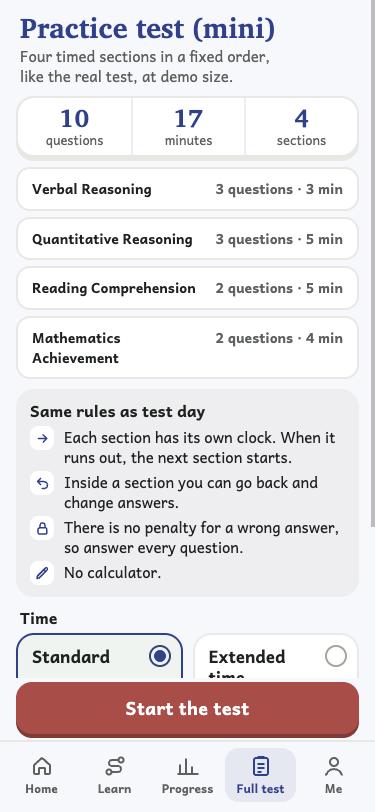 Practice test (mini)
Four timed sections in a fixed order,
like the real test, at demo size.
10
questions
17
minutes
4
sections
Verbal Reasoning 3 questions · 3 min
Quantitative Reasoning 3 questions · 5 min
Reading Comprehension 2 questions · 5 min
Mathematics 2 questions · 4 min
Achievement
Same rules as test day
Each section has its own clock. When it
runs out, the next section starts.
Inside a section you can go back and
change answers.
There is no penalty for a wrong answer,
so answer every question.
No calculator.
Time
Standard
Extended
time
Start the test
Home Learn Progress Full test Me